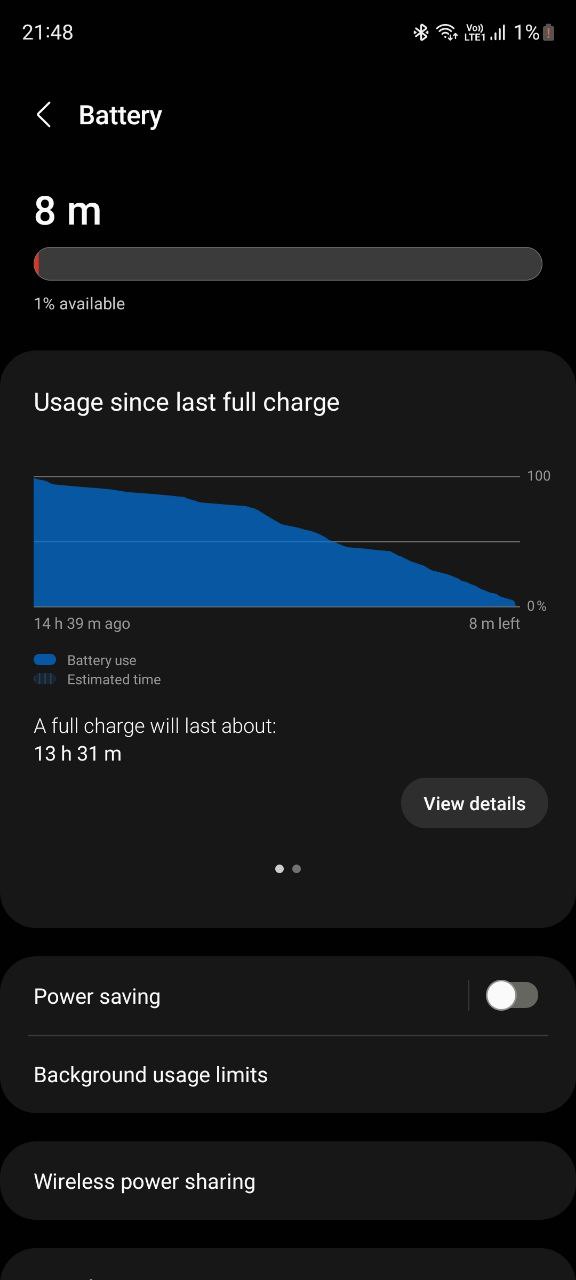 21:48 Vo)) LTE1 1%
Battery
8 m
1% available
Usage since last full charge
100
0%
14 h 39 m ago 8 m left
Battery use
Estimated time
A full charge will last about:
13 h 31 m
View details
Power saving
Background usage limits
Wireless power sharing